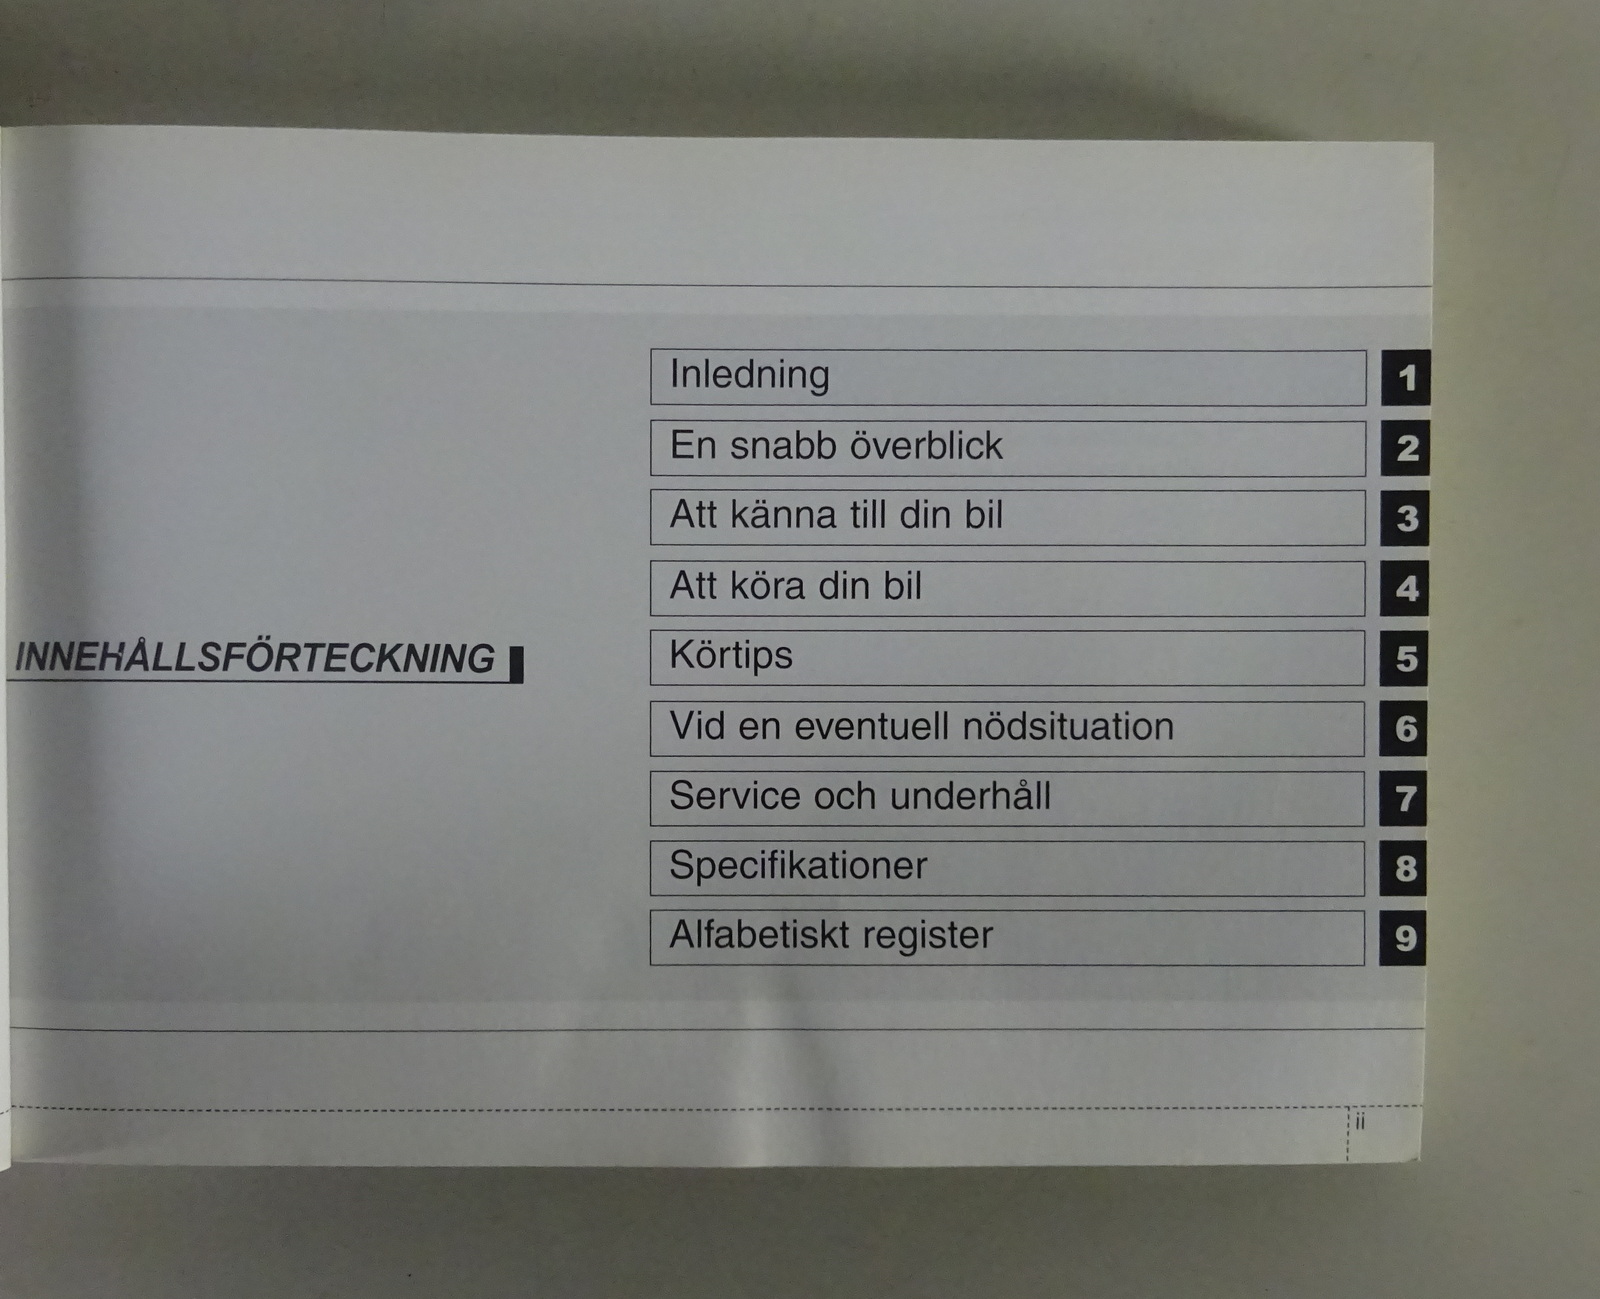 INNEHÅLLSFÖRTECKNING
Inledning 1
En snabb överblick 2
Att känna till din bil 3
Att köra din bil 4
Körtips 5
Vid en eventuell nödsituation 6
Service och underhåll 7
Specifikationer 8
Alfabetiskt register 9
ii